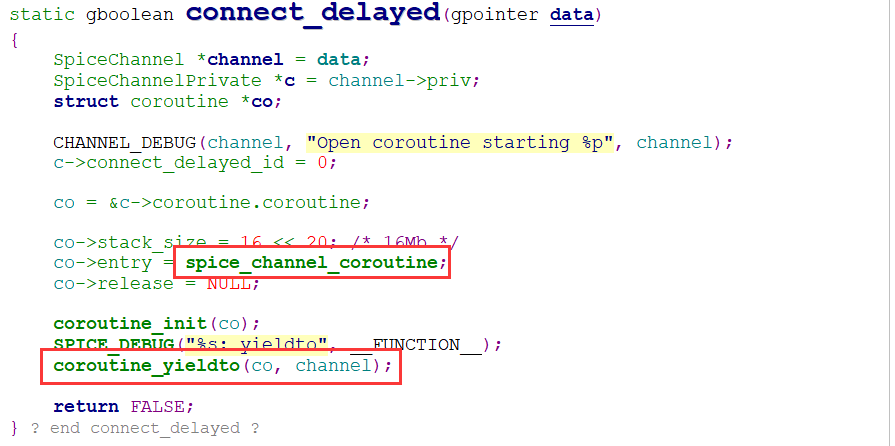 static gboolean connect_delayed(gpointer data)
{
    SpiceChannel *channel = data;
    SpiceChannelPrivate *c = channel->priv;
    struct coroutine *co;

    CHANNEL_DEBUG(channel, "Open coroutine starting %p", channel);
    c->connect_delayed_id = 0;

    co = &c->coroutine.coroutine;

    co->stack_size = 16 << 20; /* 16Mb */
    co->entry = spice_channel_coroutine;
    co->release = NULL;

    coroutine_init(co);
    SPICE_DEBUG("%s: yieldto", __FUNCTION__);
    coroutine_yieldto(co, channel);

    return FALSE;
} ? end connect_delayed ?